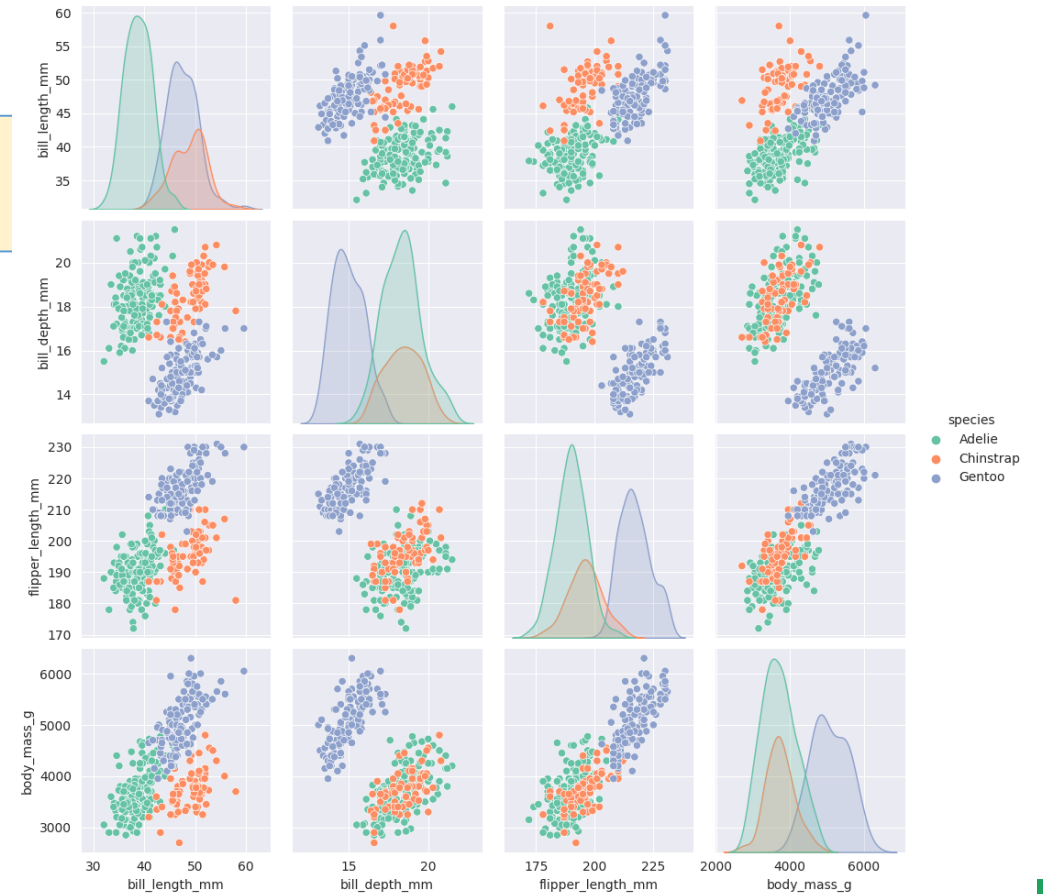 60
55
50
45
40
35
bill_length_mm
20
18
16
14
bill_depth_mm
species
Adelie
Chinstrap
Gentoo
230
220
210
200
190
180
170
flipper_length_mm
6000
5000
4000
3000
body_mass_g
30 40 50 60
15 20
175 200 225
2000 4000 6000
bill_length_mm
bill_depth_mm
flipper_length_mm
body_mass_g